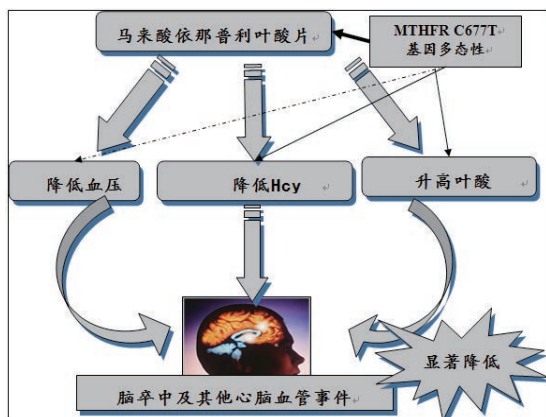 马来酸依那普利叶酸片
MTHFR C677T
基因多态性
降低血压
降低Hcy
升高叶酸
显著降低
脑卒中及其他心脑血管事件